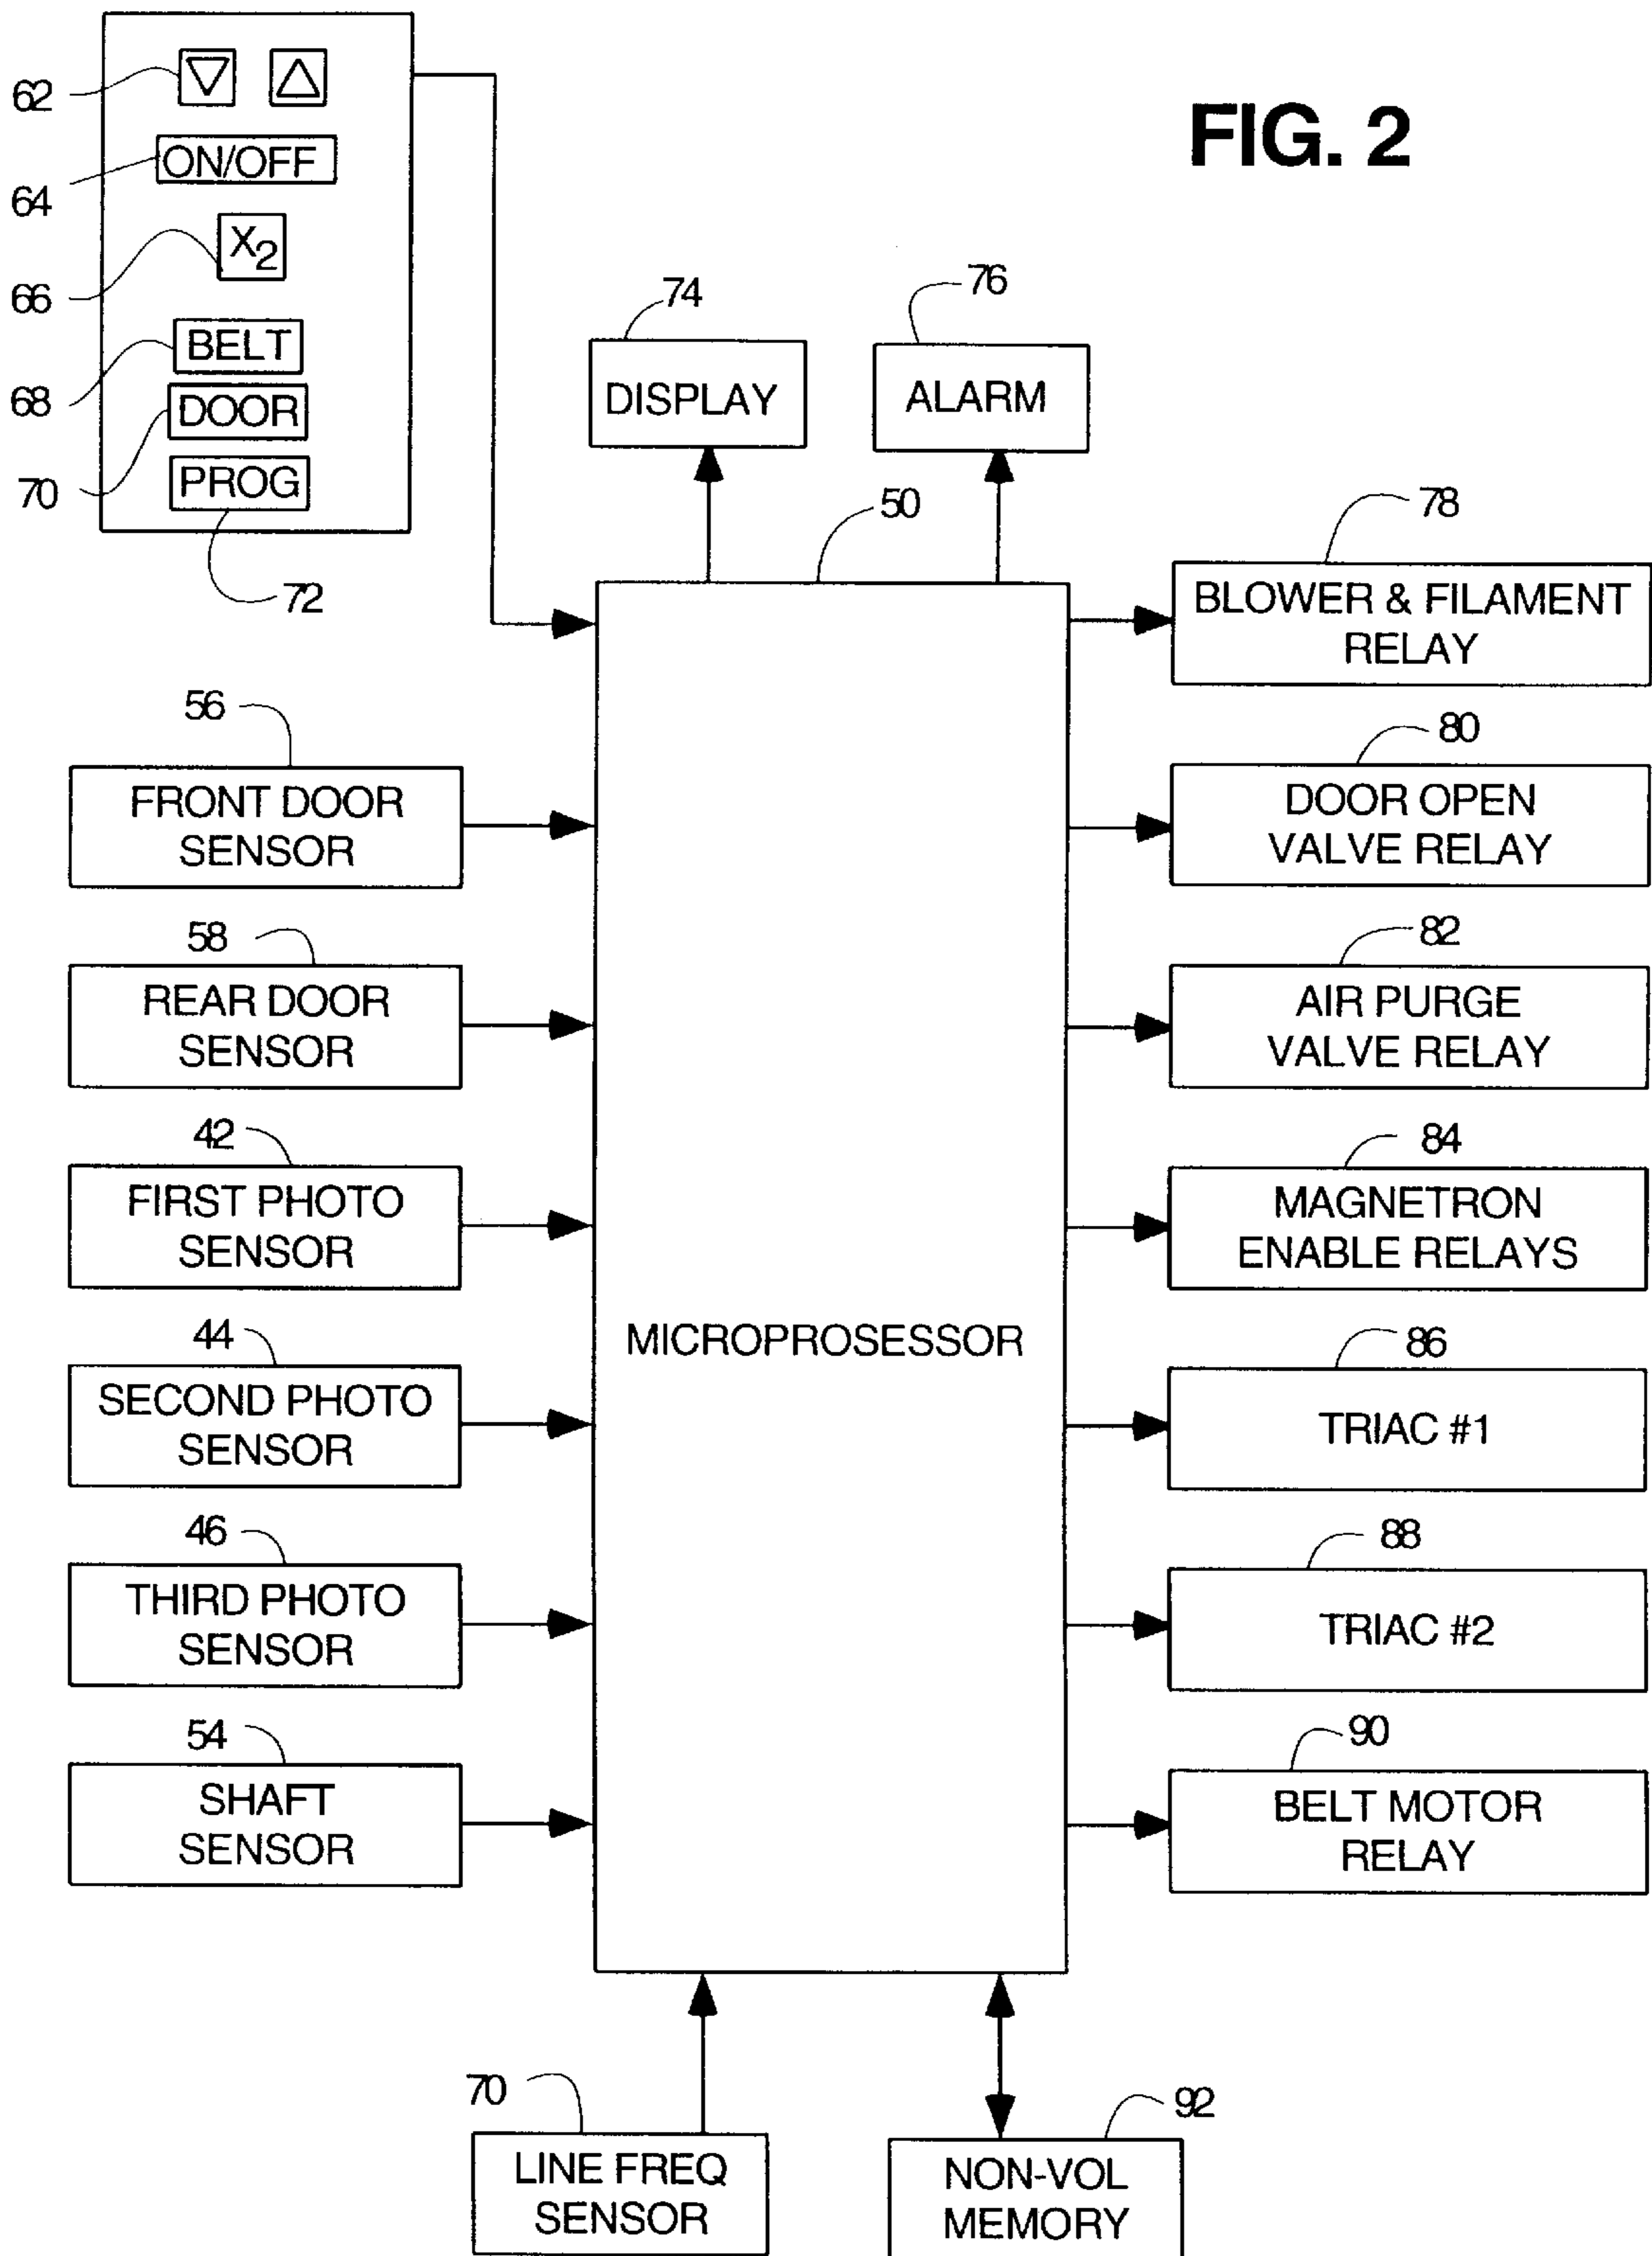 FIG. 2
62
ON/OFF
64
X2
66
BELT
68
DOOR
70
PROG
72
74
DISPLAY
76
ALARM
50
MICROPROSESSOR
56
FRONT DOOR
SENSOR
58
REAR DOOR
SENSOR
42
FIRST PHOTO
SENSOR
44
SECOND PHOTO
SENSOR
46
THIRD PHOTO
SENSOR
54
SHAFT
SENSOR
78
BLOWER & FILAMENT
RELAY
80
DOOR OPEN
VALVE RELAY
82
AIR PURGE
VALVE RELAY
84
MAGNETRON
ENABLE RELAYS
86
TRIAC #1
88
TRIAC #2
90
BELT MOTOR
RELAY
70
LINE FREQ
SENSOR
92
NON-VOL
MEMORY